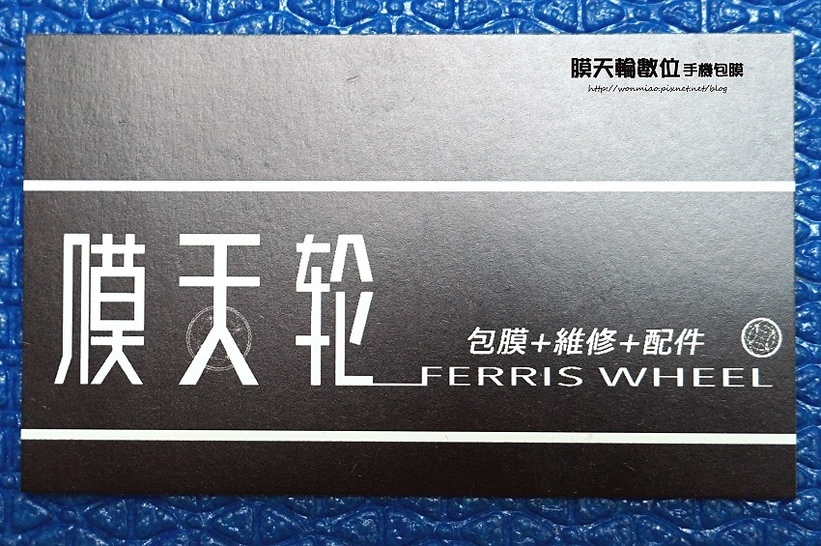 膜天輪數位 手機包膜
http://wonmiao.pixnet.net/blog
膜天轮
包膜+維修+配件
FERRIS WHEEL